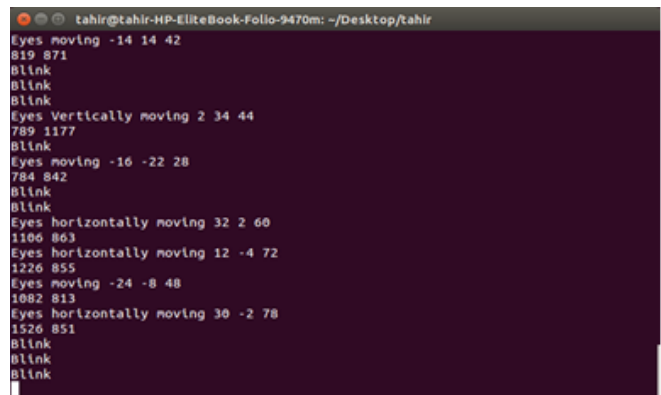 tahir@tahir-HP-EliteBook-Folio-9470m: ~/Desktop/tahir
Eyes moving -14 14 42
819 871
Blink
Blink
Blink
Eyes Vertically moving 2 34 44
789 1177
Blink
Eyes moving -16 -22 28
784 842
Blink
Blink
Eyes horizontally moving 32 2 60
1106 863
Eyes horizontally moving 12 -4 72
1226 855
Eyes moving -24 -8 48
1082 813
Eyes horizontally moving 30 -2 78
1526 851
Blink
Blink
Blink